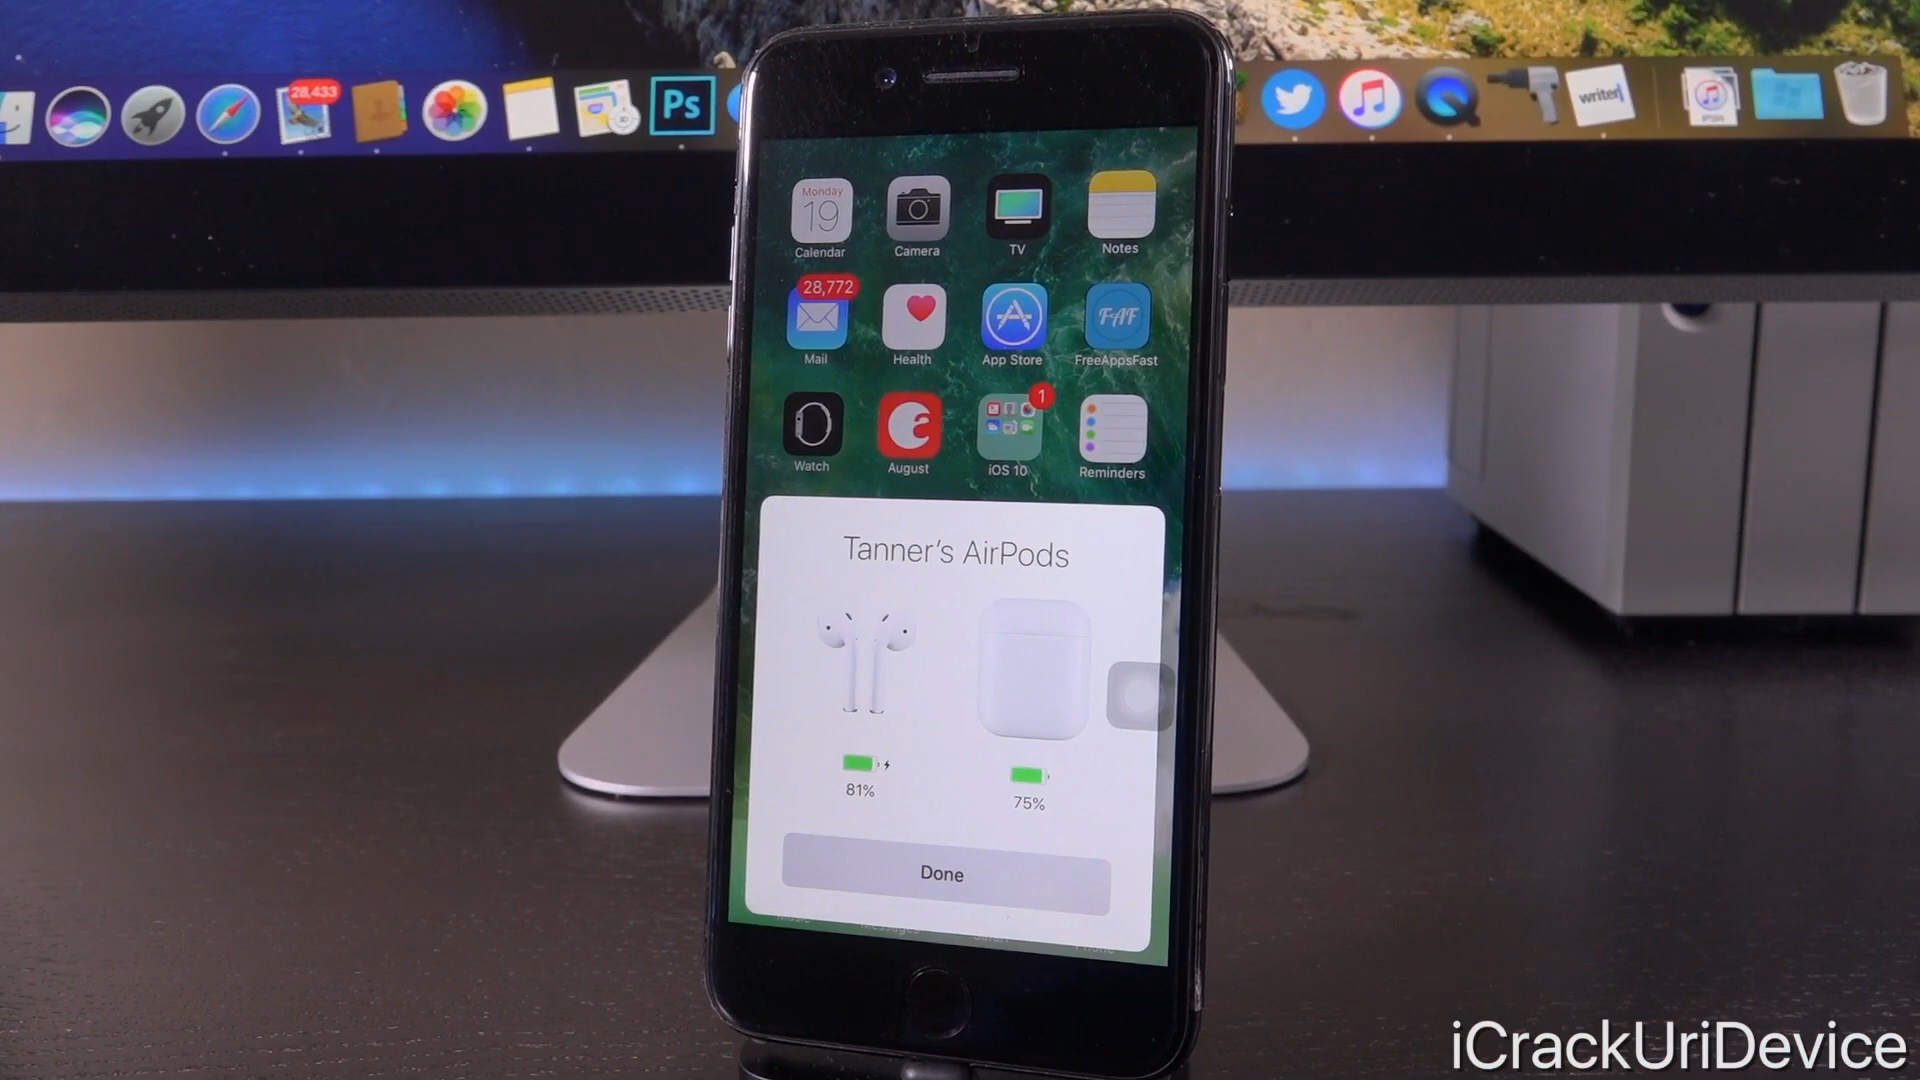 28,433
Ps
writer
Monday
19
Calendar
Camera
TV
Notes
28,772
FAF
Mail
Health
App Store
FreeAppsFast
1
Watch
August
iOS 10
Reminders
Tanner's AirPods
81%
75%
Done
Messages
iCrackUriDevice